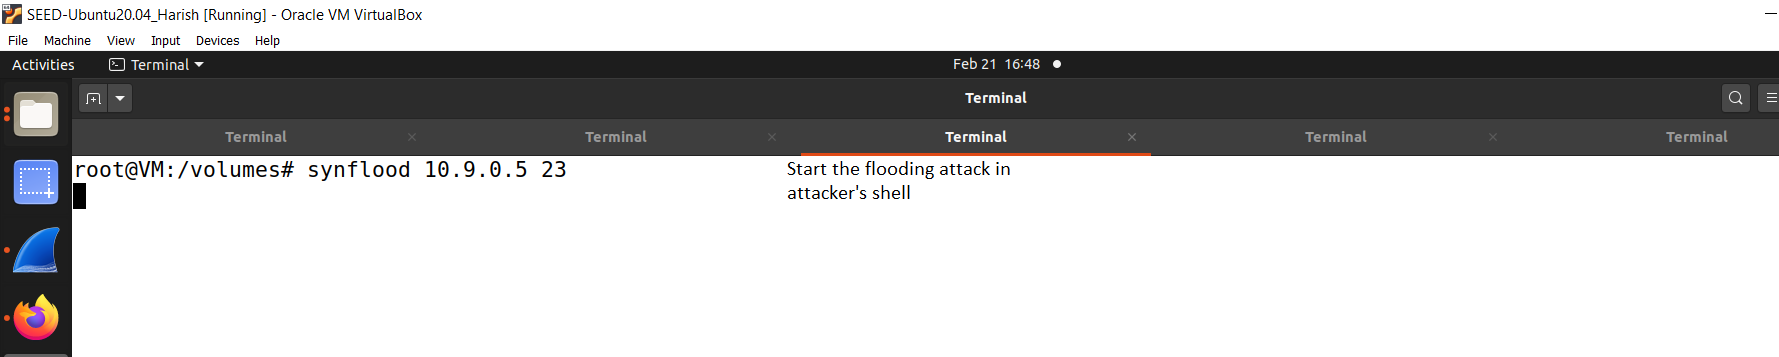 SEED-Ubuntu20.04_Harish [Running] - Oracle VM VirtualBox
File Machine View Input Devices Help
Activities Terminal Feb 21 16:48
Terminal
Terminal Terminal Terminal Terminal Terminal
root@VM:/volumes# synflood 10.9.0.5 23
Start the flooding attack in
attacker's shell